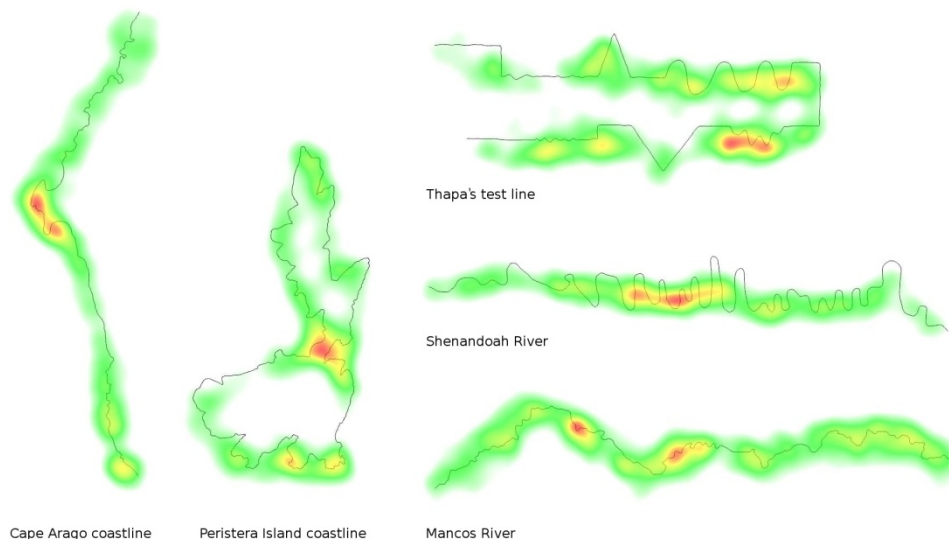 Thapa's test line
Shenandoah River
Cape Arago coastline
Peristera Island coastline
Mancos River